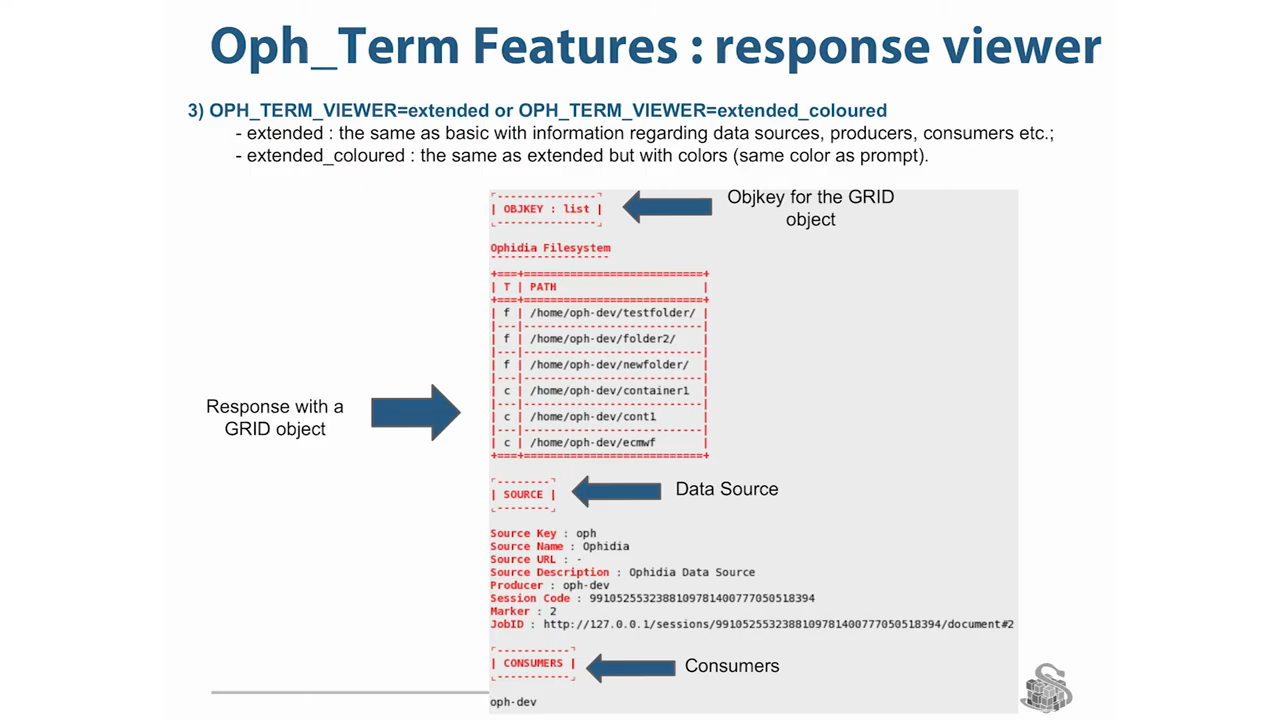 Oph_Term Features : response viewer
3) OPH_TERM_VIEWER=extended or OPH_TERM_VIEWER=extended_coloured
- extended : the same as basic with information regarding data sources, producers, consumers etc.;
- extended_coloured : the same as extended but with colors (same color as prompt).
| OBJKEY : list |
Objkey for the GRID
object
Ophidia Filesystem
| T | PATH |
| f | /home/oph-dev/testfolder/ |
| f | /home/oph-dev/folder2/ |
| f | /home/oph-dev/newfolder/ |
| c | /home/oph-dev/container1 |
| c | /home/oph-dev/cont1 |
| c | /home/oph-dev/ecmwf |
Response with a
GRID object
| SOURCE |
Data Source
Source Key : oph
Source Name : Ophidia
Source URL : -
Source Description : Ophidia Data Source
Producer : oph-dev
Session Code : 991052553238810978140077705051​8394
Marker : 2
JobID : http://127.0.0.1/sessions/9910525532388109781400777050518394/document#2
| CONSUMERS |
Consumers
oph-dev